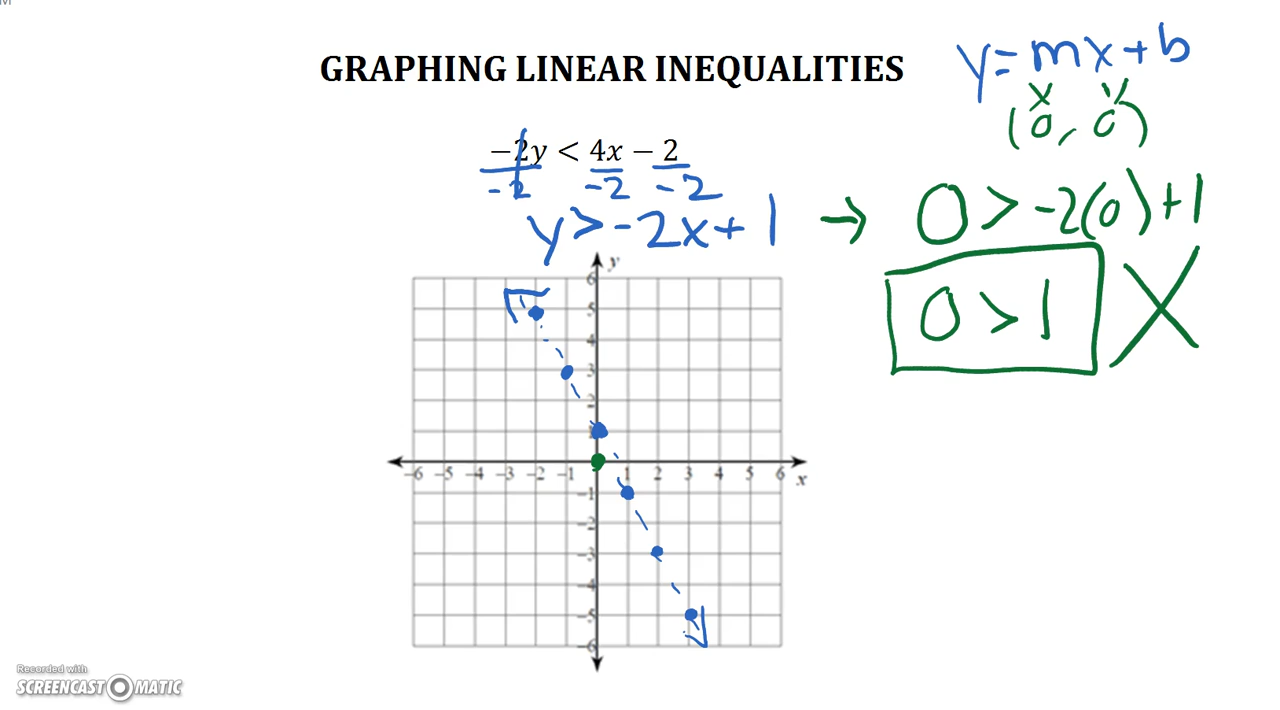 GRAPHING LINEAR INEQUALITIES
y=mx+b
x y
(0, 0)
−2y < 4x − 2
-2 -2 -2
y>-2x+1 → 0>-2(0)+1
0>1 X
y
6
5
4
3
2
1
-6 -5 -4 -3 -2 -1 1 2 3 4 5 6 x
-1
-2
-3
-4
-5
-6
Recorded with
SCREENCAST O MATIC